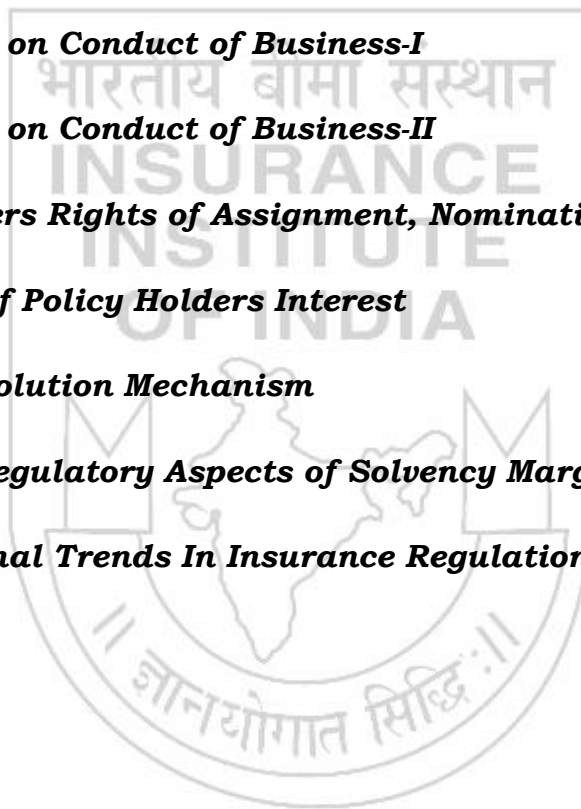 on Conduct of Business-I
भारतीय बीमा संस्थान
on Conduct of Business-II
INSURANCE
ers Rights of Assignment, Nominati
INSTITUTE
f Policy Holders Interest
OF INDIA
olution Mechanism
egulatory Aspects of Solvency Marg
nal Trends In Insurance Regulation
॥ ज्ञानयोगात सिद्धिः ॥